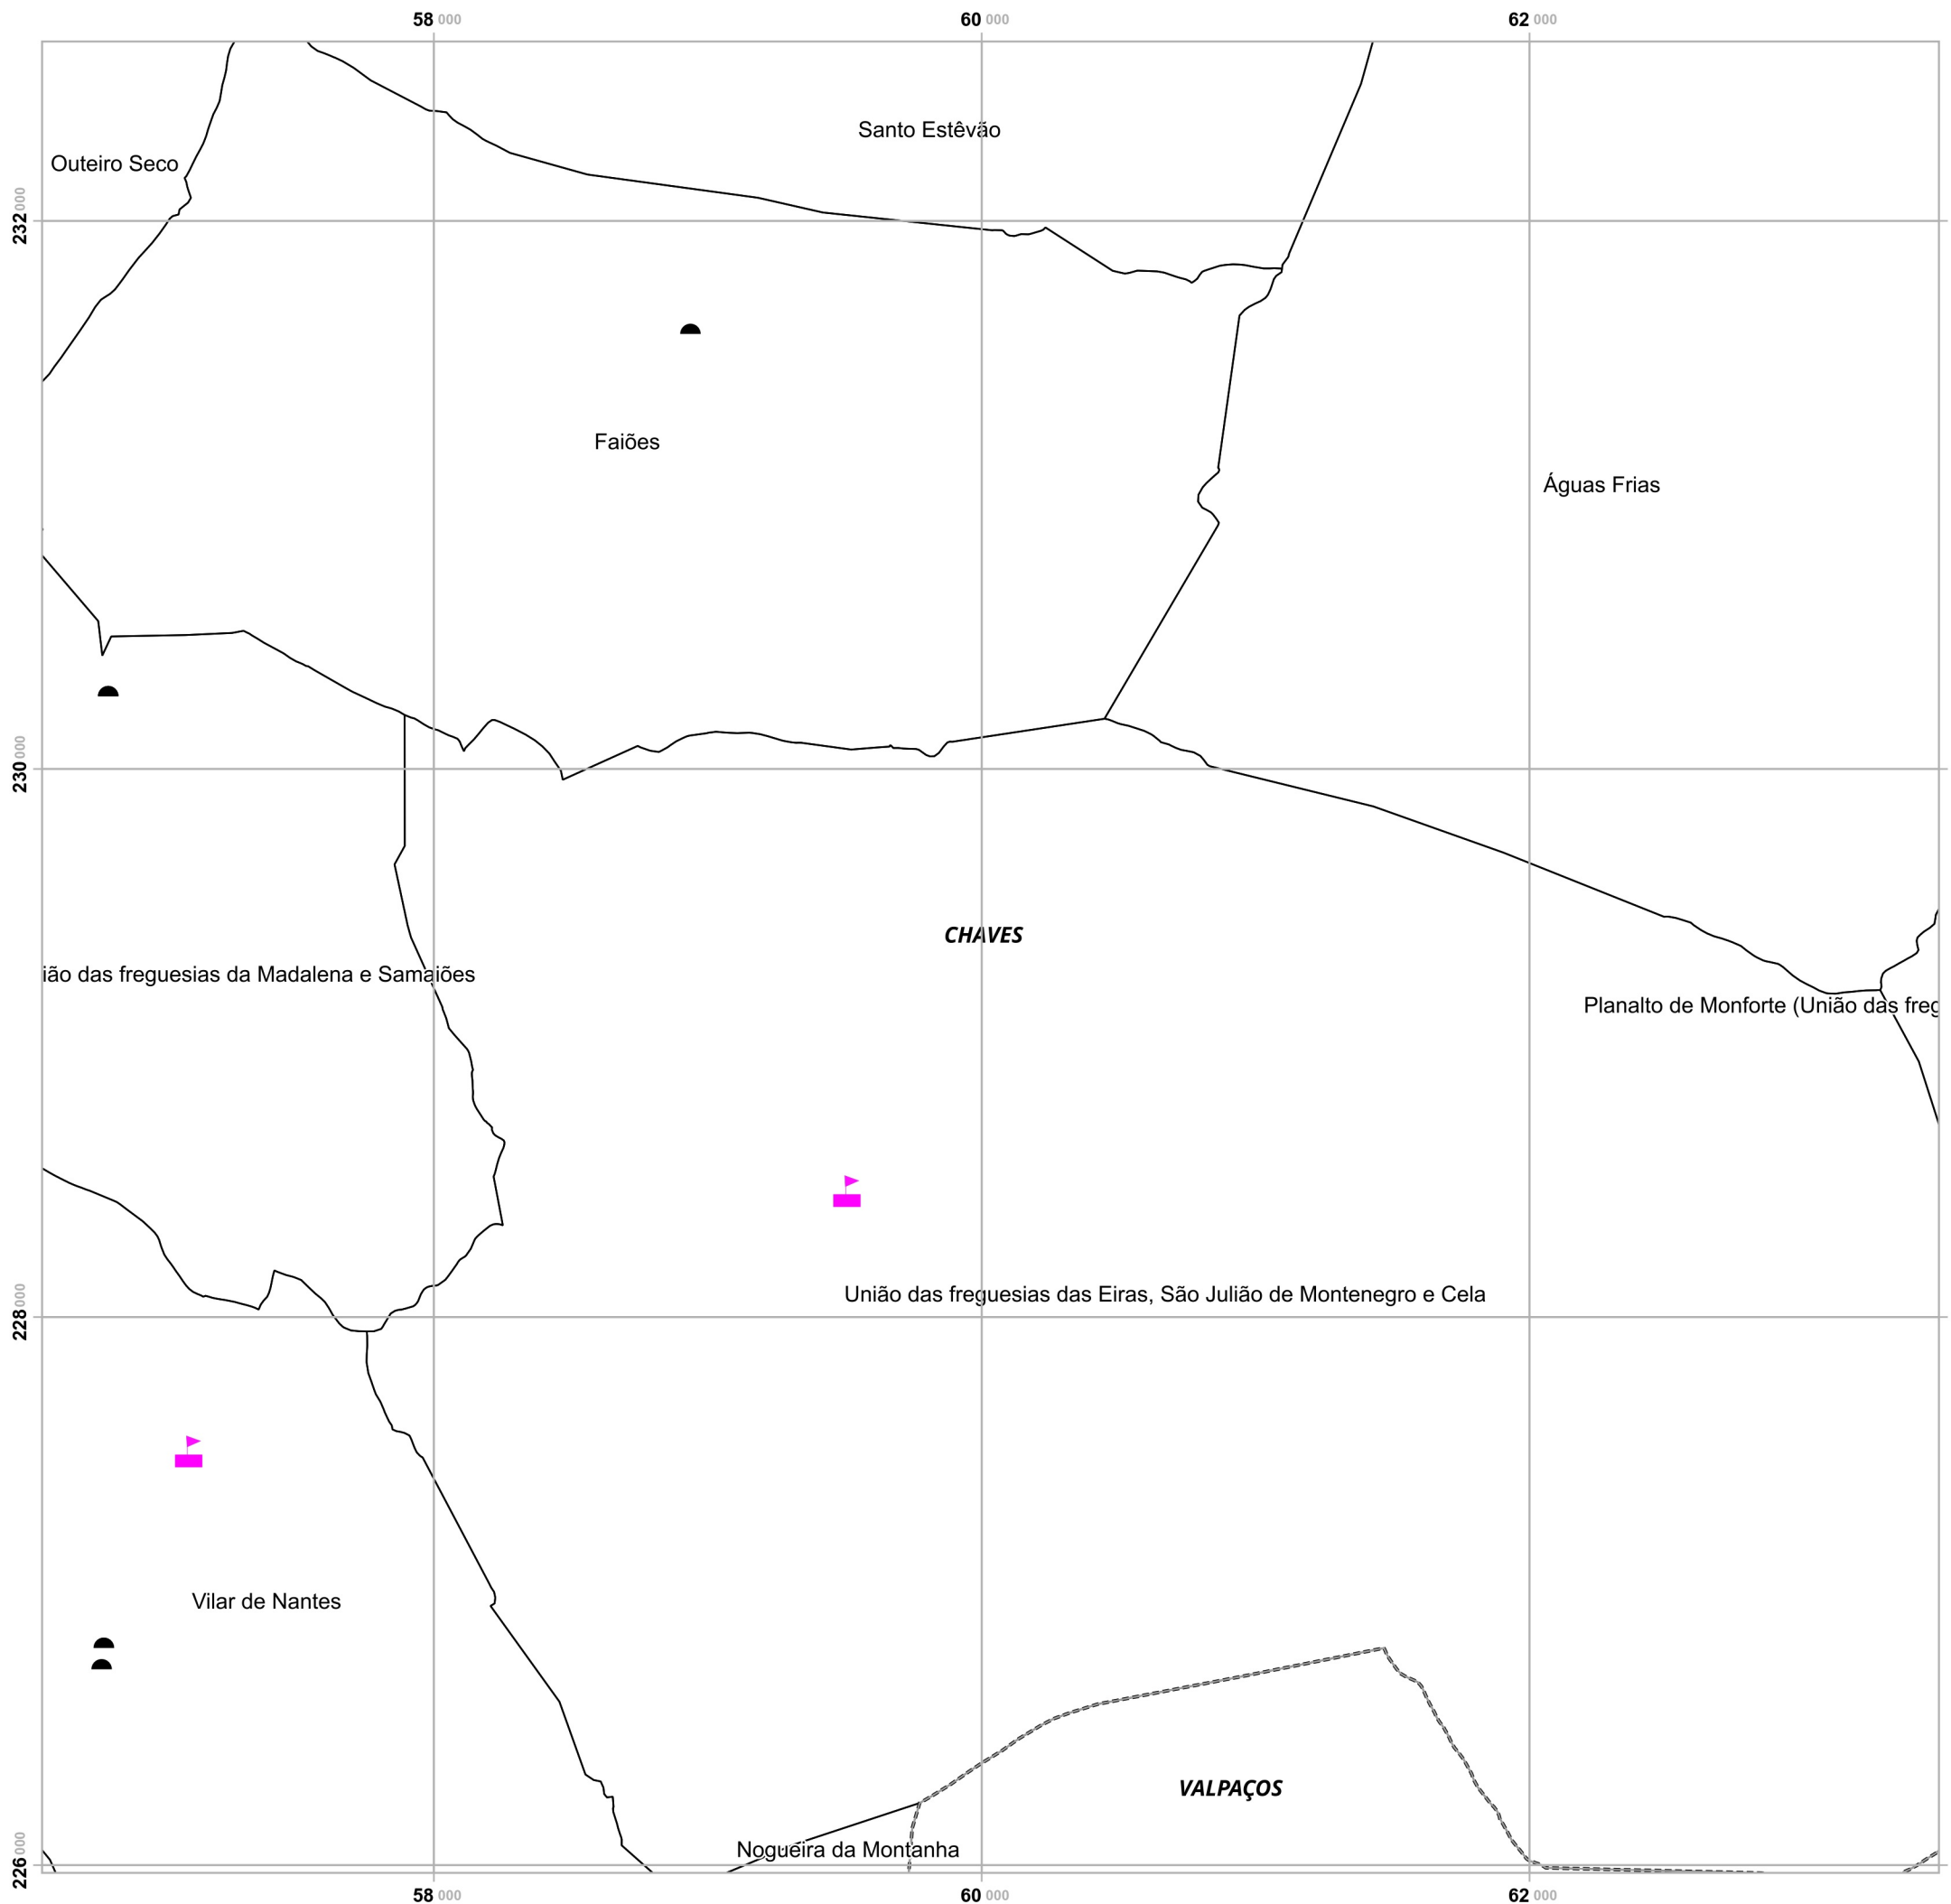 58 000 60 000 62 000
Santo Estêvão
Outeiro Seco
232 000
Faiões
Águas Frias
230 000
CHAVES
ião das freguesias da Madalena e Samaiões
Planalto de Monforte (União das freg
União das freguesias das Eiras, São Julião de Montenegro e Cela
228 000
Vilar de Nantes
VALPAÇOS
Nogueira da Montanha
226 000
58 000 60 000 62 000